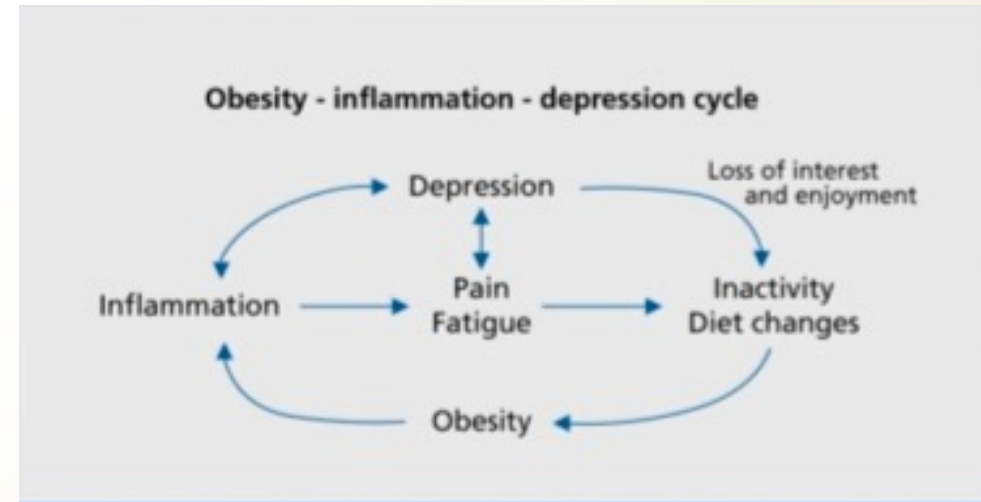 Obesity - inflammation - depression cycle
Depression
Loss of interest
and enjoyment
Inflammation
Pain
Fatigue
Inactivity
Diet changes
Obesity